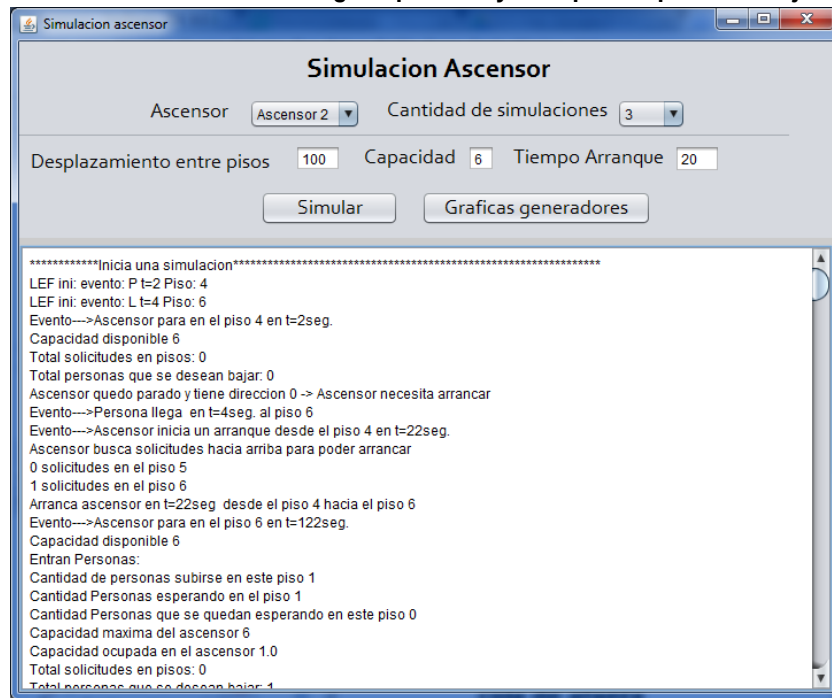 Simulacion ascensor
Simulacion Ascensor
Ascensor Ascensor 2 Cantidad de simulaciones 3
Desplazamiento entre pisos 100 Capacidad 6 Tiempo Arranque 20
Simular Graficas generadores
************Inicia una simulacion****************************************************************
LEF ini: evento: P t=2 Piso: 4
LEF ini: evento: L t=4 Piso: 6
Evento--->Ascensor para en el piso 4 en t=2seg.
Capacidad disponible 6
Total solicitudes en pisos: 0
Total personas que se desean bajar: 0
Ascensor quedo parado y tiene direccion 0 -> Ascensor necesita arrancar
Evento--->Persona llega  en t=4seg. al piso 6
Evento--->Ascensor inicia un arranque desde el piso 4 en t=22seg.
Ascensor busca solicitudes hacia arriba para poder arrancar
0 solicitudes en el piso 5
1 solicitudes en el piso 6
Arranca ascensor en t=22seg  desde el piso 4 hacia el piso 6
Evento--->Ascensor para en el piso 6 en t=122seg.
Capacidad disponible 6
Entran Personas:
Cantidad de personas subirse en este piso 1
Cantidad Personas esperando en el piso 1
Cantidad Personas que se quedan esperando en este piso 0
Capacidad maxima del ascensor 6
Capacidad ocupada en el ascensor 1.0
Total solicitudes en pisos: 0
Total personas que se desean bajar: 1